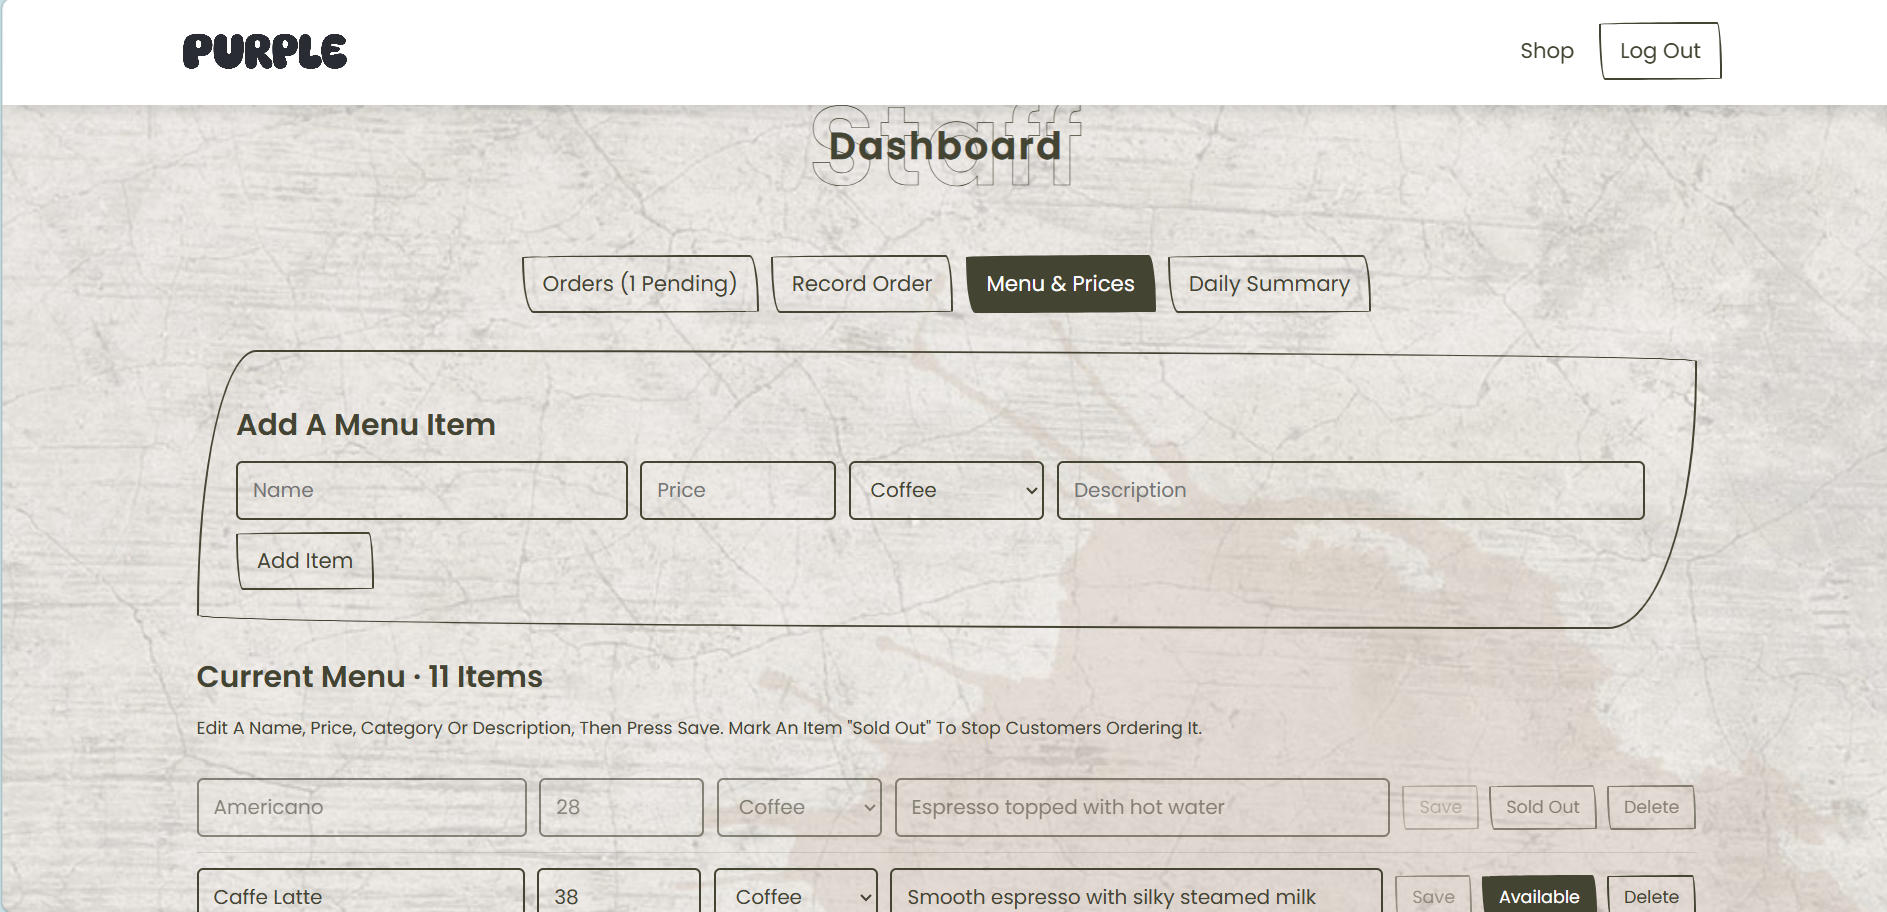 PURPLE
Shop
Log Out
Staff
Dashboard
Orders (1 Pending)
Record Order
Menu & Prices
Daily Summary
Add A Menu Item
Name
Price
Coffee
Description
Add Item
Current Menu · 11 Items
Edit A Name, Price, Category Or Description, Then Press Save. Mark An Item "Sold Out" To Stop Customers Ordering It.
Americano
28
Coffee
Espresso topped with hot water
Save
Sold Out
Delete
Caffe Latte
38
Coffee
Smooth espresso with silky steamed milk
Save
Available
Delete